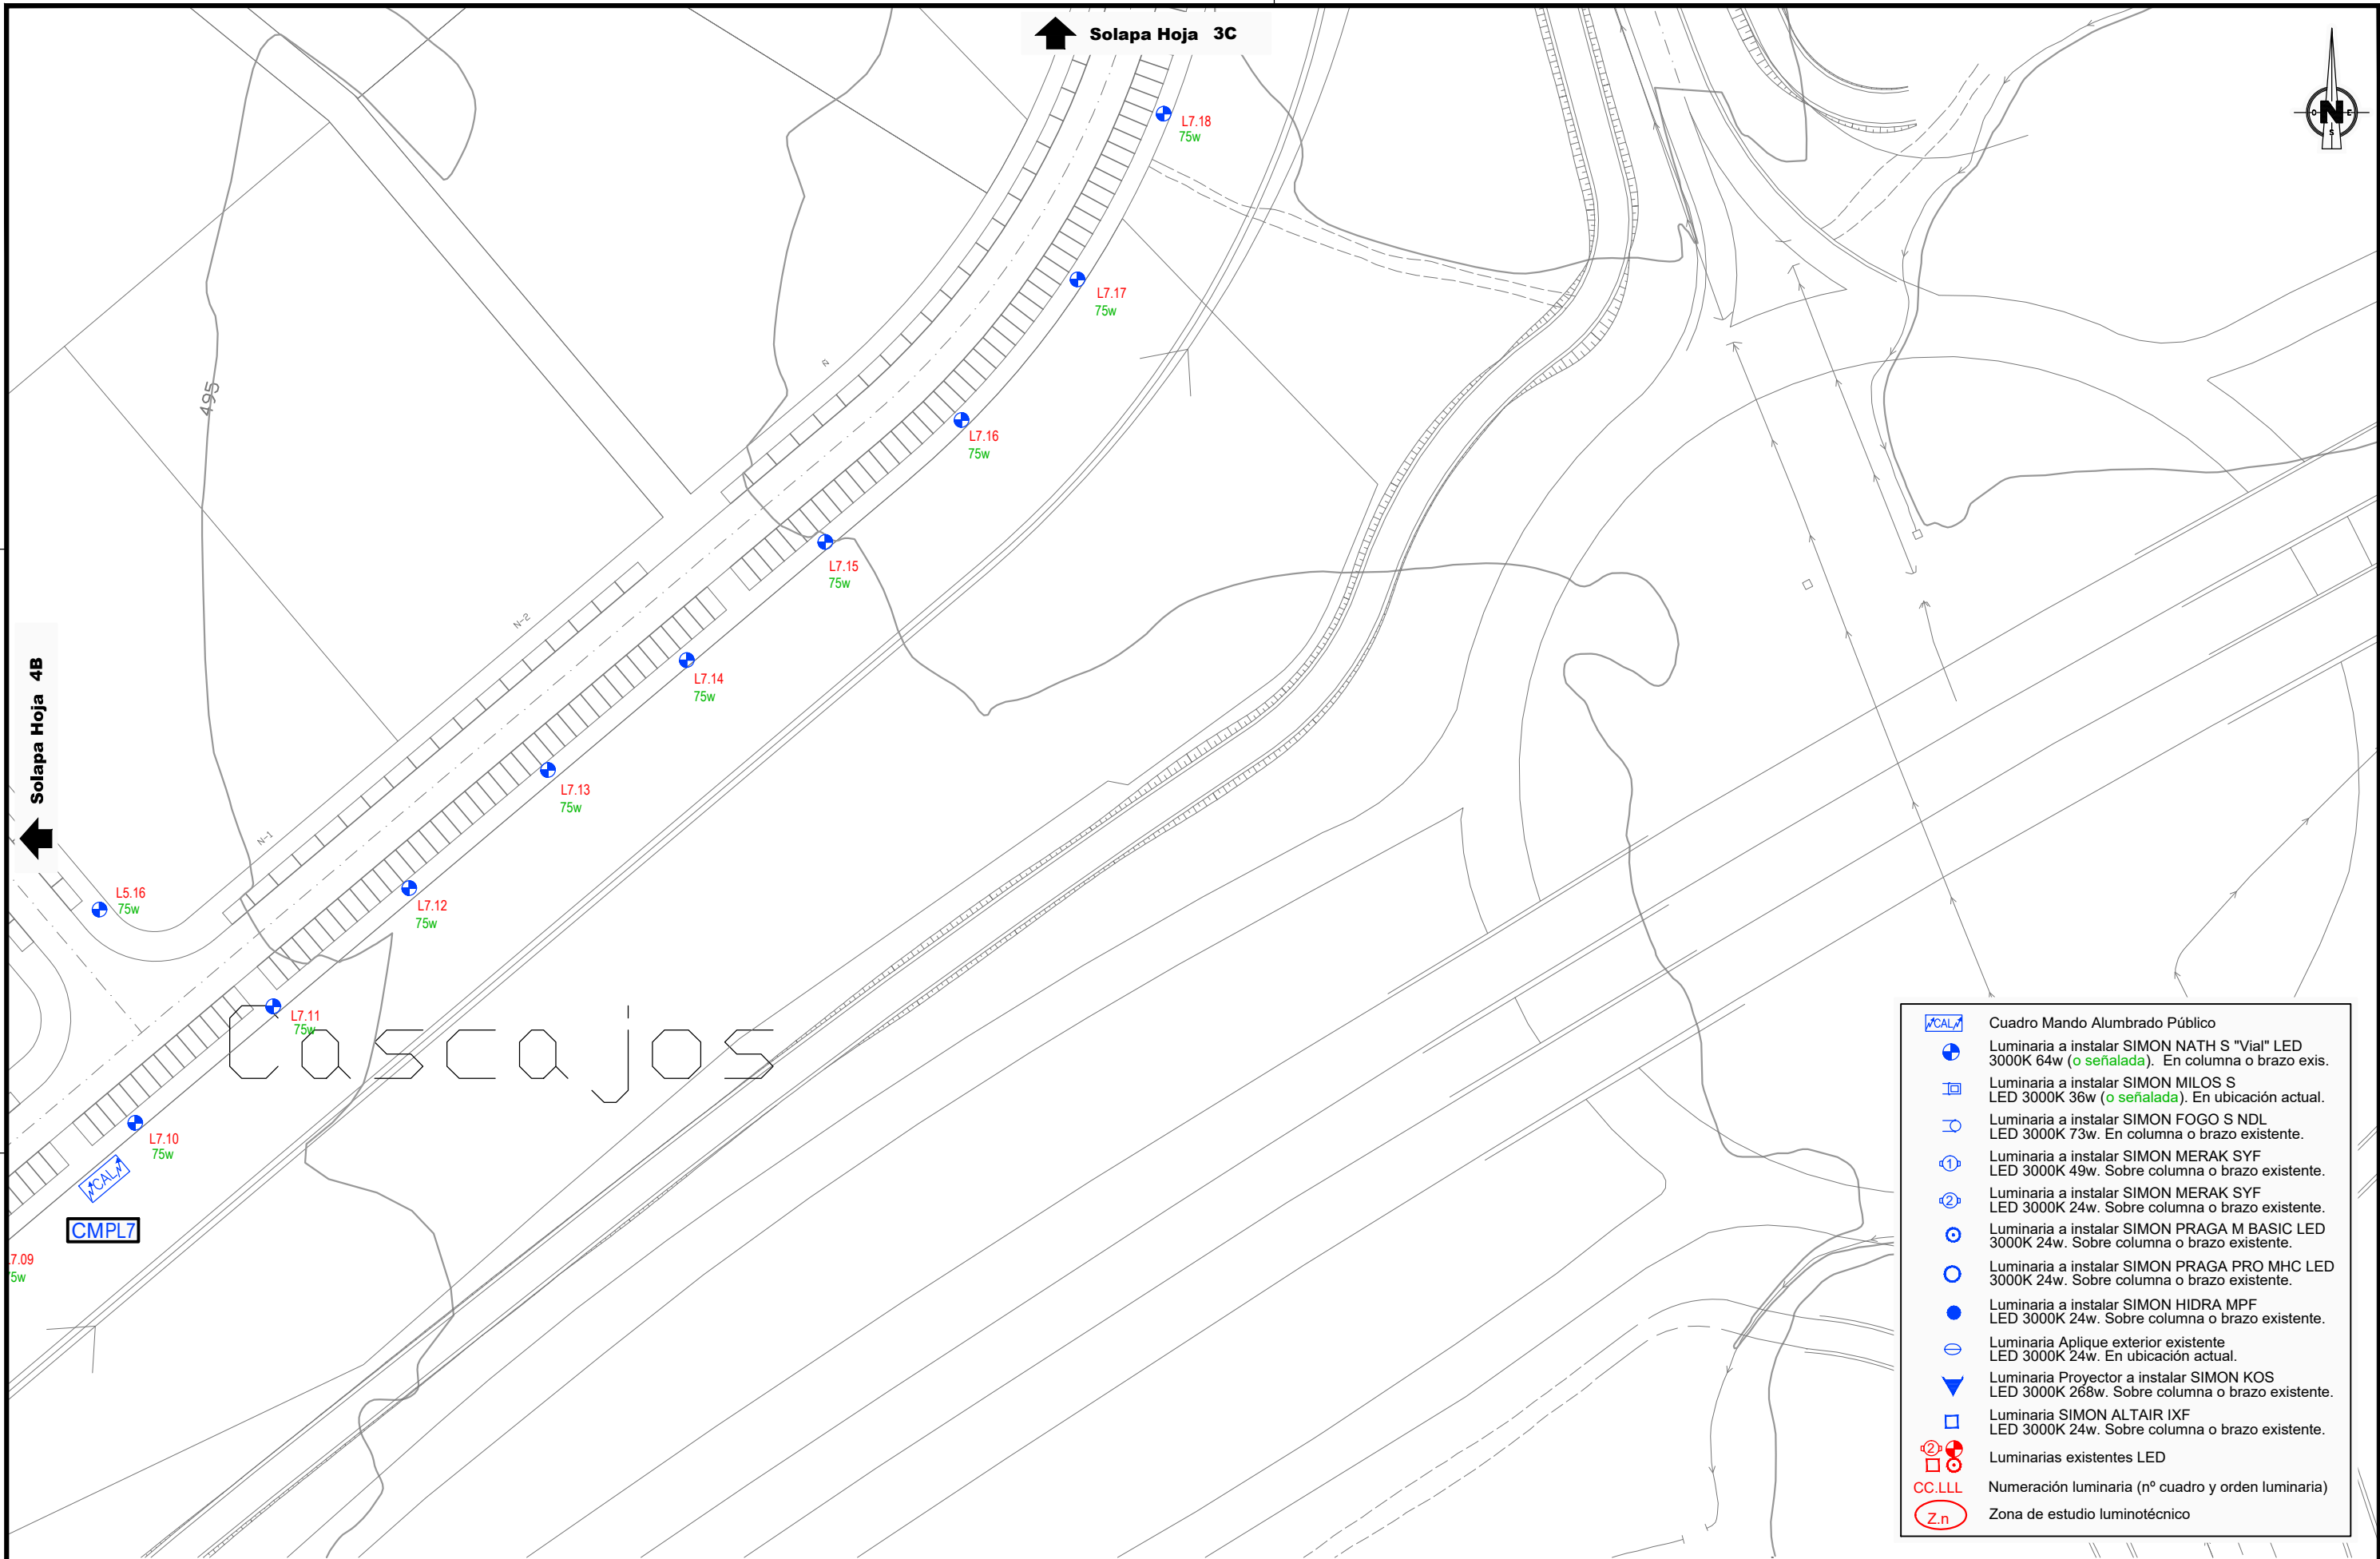 Solapa Hoja 3C
N
O
E
S
L7.18
75w
L7.17
75w
L7.16
75w
495
L7.15
75w
N-2
L7.14
75w
Solapa Hoja 4B
L7.13
75w
N-1
L5.16
75w
L7.12
75w
L7.11
75w
Cascajos
L7.10
75w
CAL
CMPL7
7.09
5w
CAL
Cuadro Mando Alumbrado Público
Luminaria a instalar SIMON NATH S "Vial" LED
3000K 64w (o señalada). En columna o brazo exis.
Luminaria a instalar SIMON MILOS S
LED 3000K 36w (o señalada). En ubicación actual.
Luminaria a instalar SIMON FOGO S NDL
LED 3000K 73w. En columna o brazo existente.
1
Luminaria a instalar SIMON MERAK SYF
LED 3000K 49w. Sobre columna o brazo existente.
2
Luminaria a instalar SIMON MERAK SYF
LED 3000K 24w. Sobre columna o brazo existente.
Luminaria a instalar SIMON PRAGA M BASIC LED
3000K 24w. Sobre columna o brazo existente.
Luminaria a instalar SIMON PRAGA PRO MHC LED
3000K 24w. Sobre columna o brazo existente.
Luminaria a instalar SIMON HIDRA MPF
LED 3000K 24w. Sobre columna o brazo existente.
Luminaria Aplique exterior existente
LED 3000K 24w. En ubicación actual.
Luminaria Proyector a instalar SIMON KOS
LED 3000K 268w. Sobre columna o brazo existente.
Luminaria SIMON ALTAIR IXF
LED 3000K 24w. Sobre columna o brazo existente.
2
Luminarias existentes LED
CC.LLL
Numeración luminaria (nº cuadro y orden luminaria)
Z.n
Zona de estudio luminotécnico